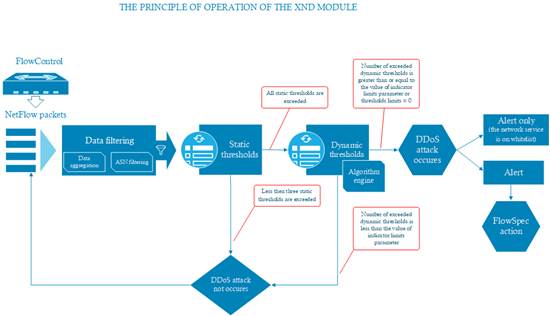 THE PRINCIPLE OF OPERATION OF THE XND MODULE
FlowControl
NetFlow packets
Data filtering
Data
aggregation
ASN filtering
All static thresholds are
exceeded
Static
thresholds
Number of exceeded
dynamic thresholds is
greater than or equal to
the value of indicator
limits parameter or
thresholds limits = 0
Dynamic
thresholds
Algorithm
engine
DDoS
attack
occures
Alert only
(the network service
is on whitelist)
Alert
FlowSpec
action
Less then three static
thresholds are exceeded
Number of exceeded
dynamic thresholds is
less than the value of
indicator limits
parameter
DDoS attack
not occures